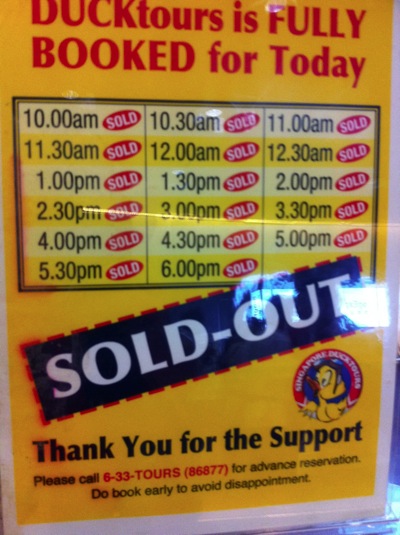 DUCKtours is FULLY
BOOKED for Today
10.00am SOLD 10.30am SOLD 11.00am SOLD
11.30am SOLD 12.00am SOLD 12.30am SOLD
1.00pm SOLD 1.30pm SOLD 2.00pm SOLD
2.30pm SOLD 3.00pm SOLD 3.30pm SOLD
4.00pm SOLD 4.30pm SOLD 5.00pm SOLD
5.30pm SOLD 6.00pm SOLD
SOLD-OUT
SINGAPORE DUCKTOURS
Thank You for the Support
Please call 6-33-TOURS (86877) for advance reservation.
Do book early to avoid disappointment.